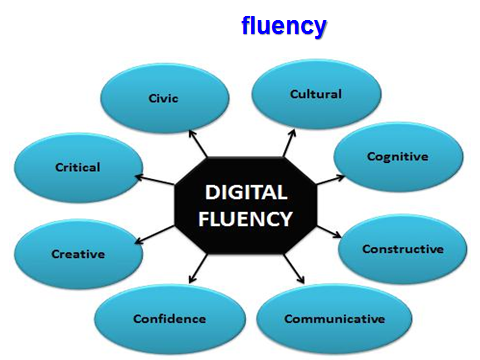 fluency
Civic
Cultural
Critical
Cognitive
DIGITAL
FLUENCY
Creative
Constructive
Confidence
Communicative